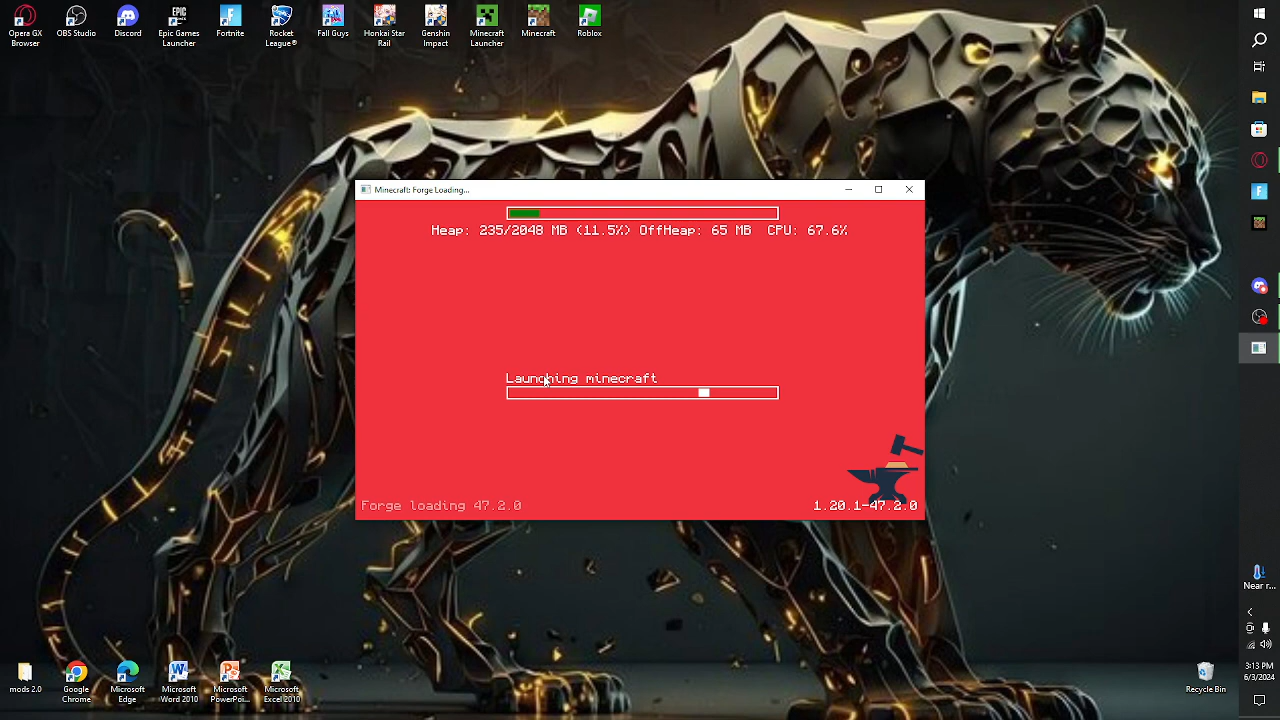 Opera GX
Browser
OBS Studio
Discord
EPIC
GAMES
Epic Games
Launcher
Fortnite
Rocket
League®
Fall Guys
Honkai Star
Rail
Genshin
Impact
Minecraft
Launcher
Minecraft
Roblox
Minecraft: Forge Loading...
Heap: 235/2048 MB (11.5%) OffHeap: 65 MB CPU: 67.6%
Launching minecraft
Forge loading 47.2.0
1.20.1-47.2.0
mods 2.0
Google
Chrome
Microsoft
Edge
Microsoft
Word 2010
Microsoft
PowerPoi...
Microsoft
Excel 2010
Recycle Bin
Near r...
3:13 PM
6/3/2024